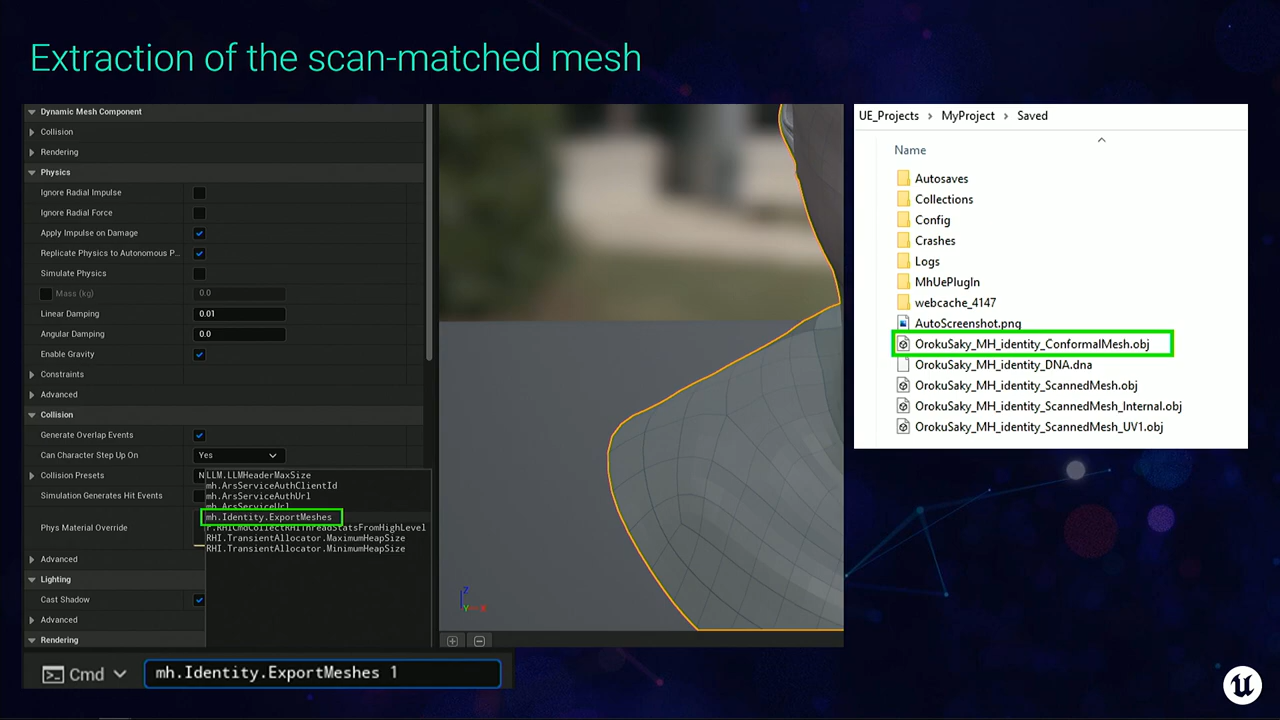 Extraction of the scan-matched mesh
Dynamic Mesh Component
Collision
Rendering
Physics
Ignore Radial Impulse
Ignore Radial Force
Apply Impulse on Damage
Replicate Physics to Autonomous P...
Simulate Physics
Mass (kg) 0.0
Linear Damping 0.01
Angular Damping 0.0
Enable Gravity
Constraints
Advanced
Collision
Generate Overlap Events
Can Character Step Up On Yes
Collision Presets N
Simulation Generates Hit Events
Phys Material Override
Advanced
Lighting
Cast Shadow
Advanced
Rendering
LLM.LLMHeaderMaxSize
mh.ArsServiceAuthClientId
mh.ArsServiceAuthUrl
mh.ArsServiceUrl
mh.Identity.ExportMeshes
r.RHICmdCollectRHIThreadStatsFromHighLevel
RHI.TransientAllocator.MaximumHeapSize
RHI.TransientAllocator.MinimumHeapSize
Cmd mh.Identity.ExportMeshes 1
Z
Y X
UE_Projects > MyProject > Saved
Name
Autosaves
Collections
Config
Crashes
Logs
MhUePlugIn
webcache_4147
AutoScreenshot.png
OrokuSaky_MH_identity_ConformalMesh.obj
OrokuSaky_MH_identity_DNA.dna
OrokuSaky_MH_identity_ScannedMesh.obj
OrokuSaky_MH_identity_ScannedMesh_Internal.obj
OrokuSaky_MH_identity_ScannedMesh_UV1.obj